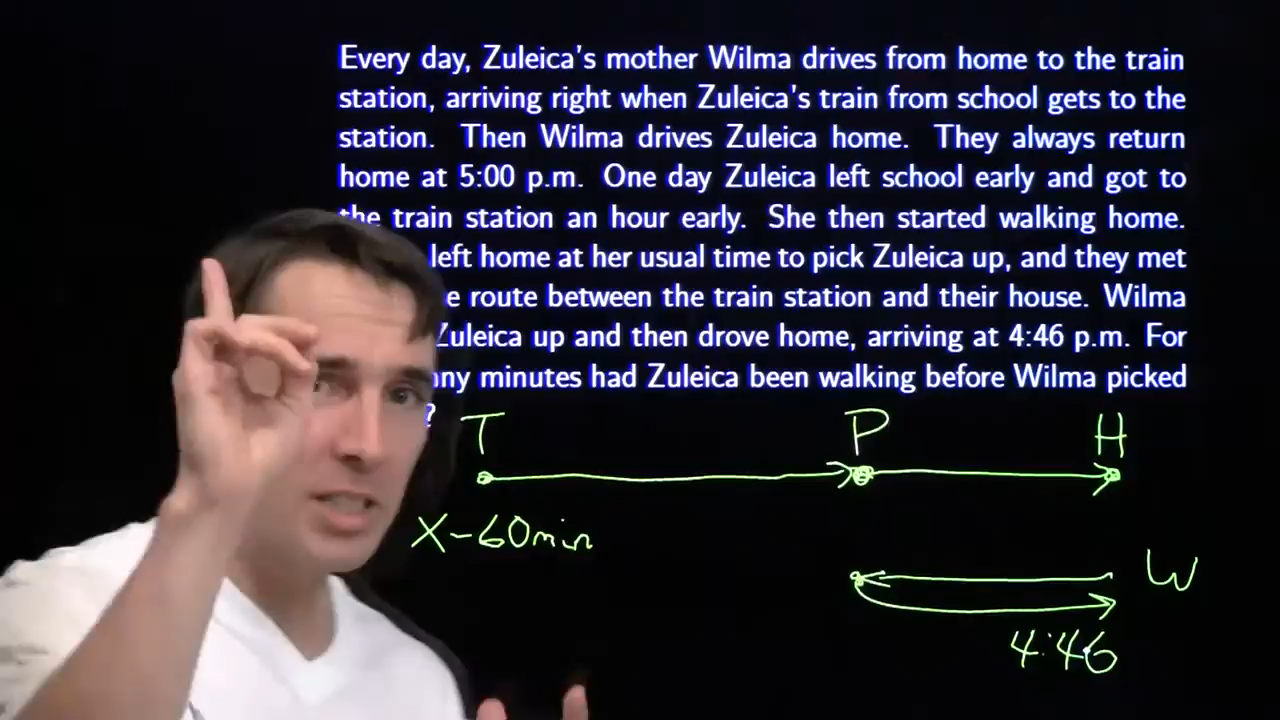 Every day, Zuleica's mother Wilma drives from home to the train
station, arriving right when Zuleica's train from school gets to the
station. Then Wilma drives Zuleica home. They always return
home at 5:00 p.m. One day Zuleica left school early and got to
the train station an hour early. She then started walking home.
left home at her usual time to pick Zuleica up, and they met
e route between the train station and their house. Wilma
Zuleica up and then drove home, arriving at 4:46 p.m. For
ny minutes had Zuleica been walking before Wilma picked
?
T P H
X-60min
W
4:46